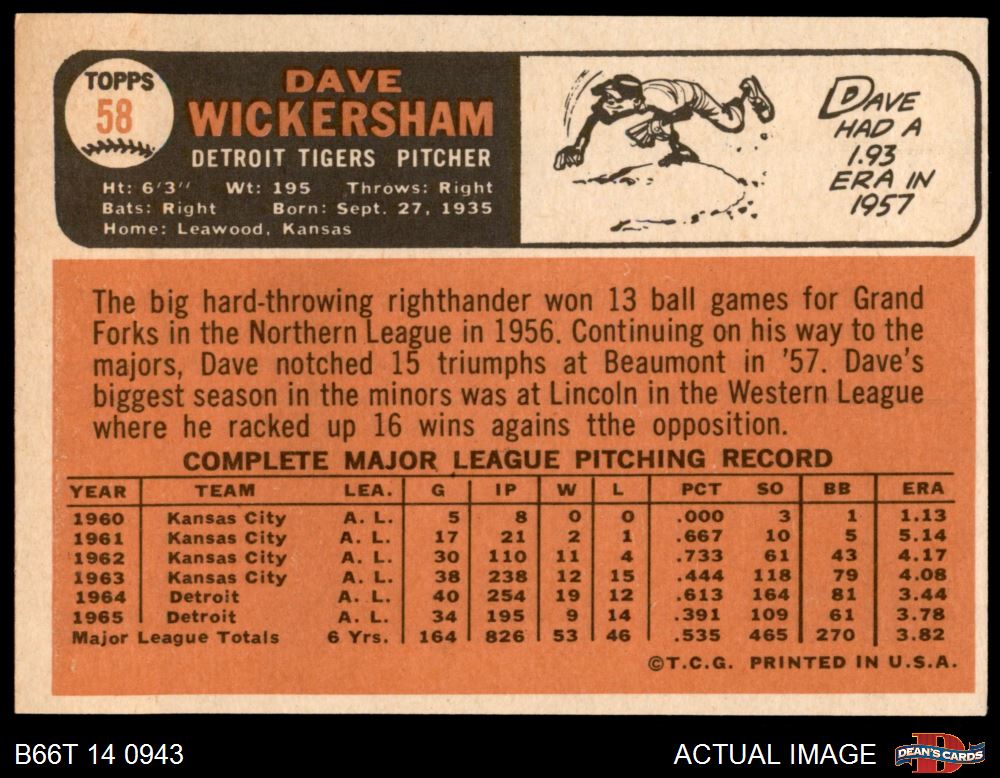 TOPPS
58
DAVE
WICKERSHAM
DETROIT TIGERS PITCHER
Ht: 6'3" Wt: 195 Throws: Right
Bats: Right Born: Sept. 27, 1935
Home: Leawood, Kansas
DAVE
HAD A
1.93
ERA IN
1957
The big hard-throwing righthander won 13 ball games for Grand
Forks in the Northern League in 1956. Continuing on his way to the
majors, Dave notched 15 triumphs at Beaumont in '57. Dave's
biggest season in the minors was at Lincoln in the Western League
where he racked up 16 wins agains tthe opposition.
COMPLETE MAJOR LEAGUE PITCHING RECORD
YEAR TEAM LEA. G IP W L PCT SO BB ERA
1960 Kansas City A. L. 5 8 0 0 .000 3 1 1.13
1961 Kansas City A. L. 17 21 2 1 .667 10 5 5.14
1962 Kansas City A. L. 30 110 11 4 .733 61 43 4.17
1963 Kansas City A. L. 38 238 12 15 .444 118 79 4.08
1964 Detroit A. L. 40 254 19 12 .613 164 81 3.44
1965 Detroit A. L. 34 195 9 14 .391 109 61 3.78
Major League Totals 6 Yrs. 164 826 53 46 .535 465 270 3.82
©T.C.G. PRINTED IN U.S.A.
B66T 14 0943
ACTUAL IMAGE
DEAN'S CARDS